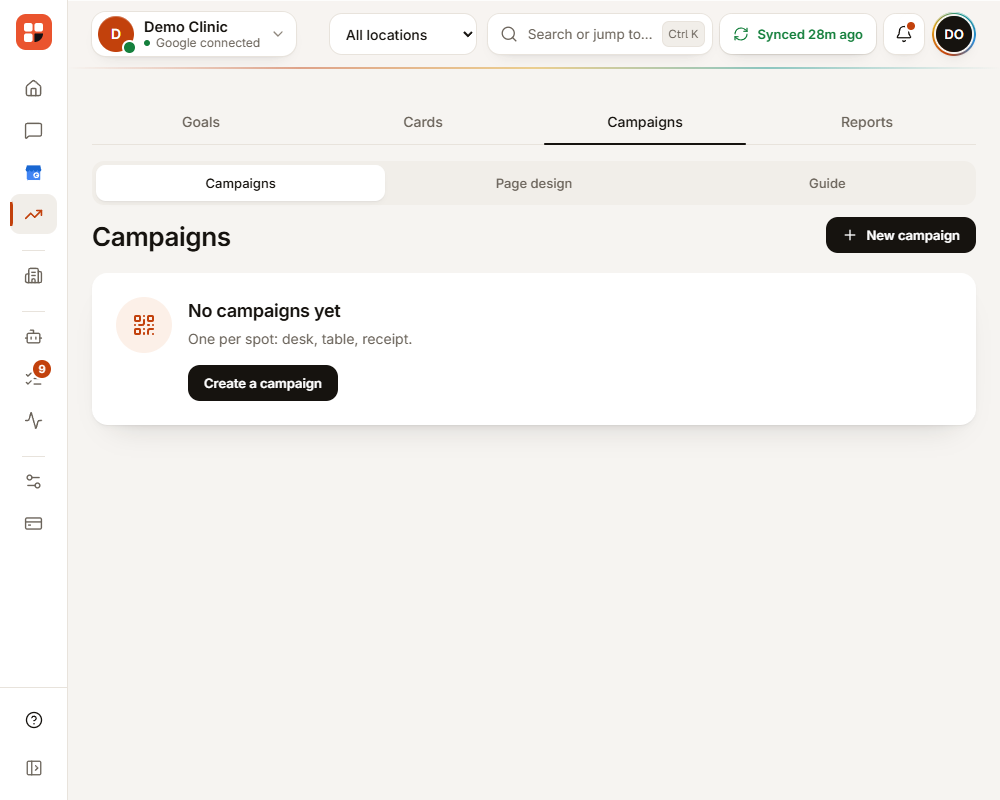 D
Demo Clinic
Google connected
All locations
Search or jump to...
Ctrl K
Synced 28m ago
DO
Goals
Cards
Campaigns
Reports
Campaigns
Page design
Guide
Campaigns
New campaign
No campaigns yet
One per spot: desk, table, receipt.
Create a campaign
G
9